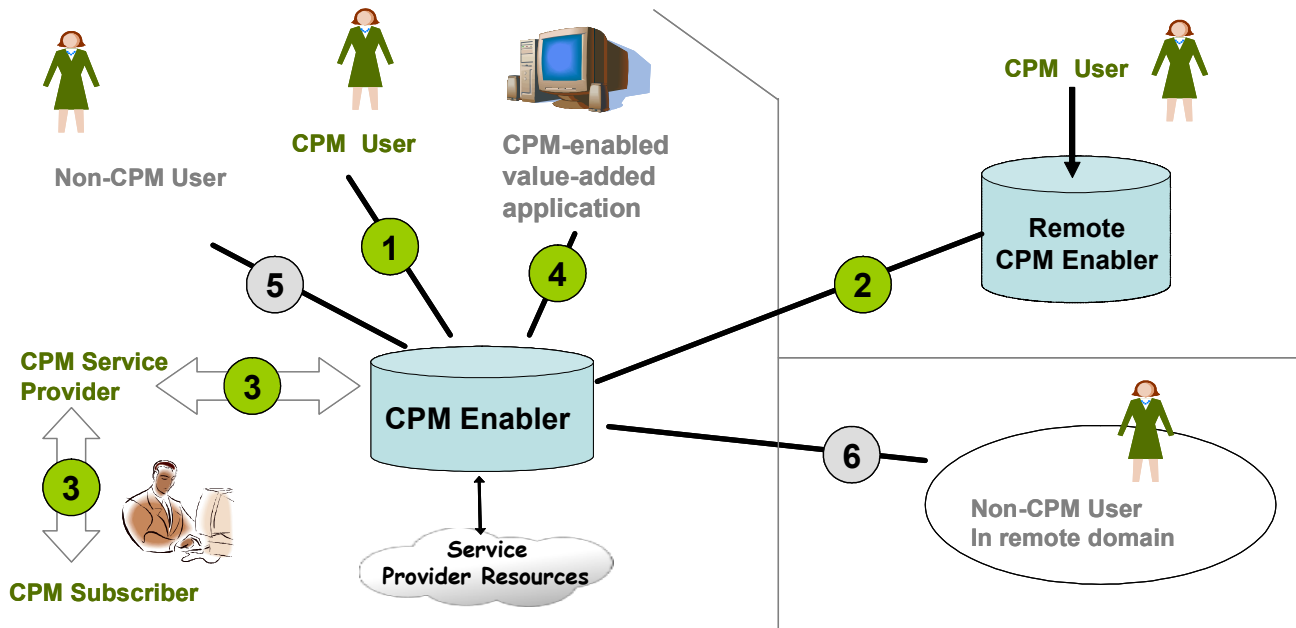 CPM User
CPM User
Non-CPM User
CPM-enabled
value-added
application
1
4
5
2
Remote
CPM Enabler
CPM Service
Provider
3
CPM Enabler
6
3
Non-CPM User
In remote domain
Service
Provider Resources
CPM Subscriber